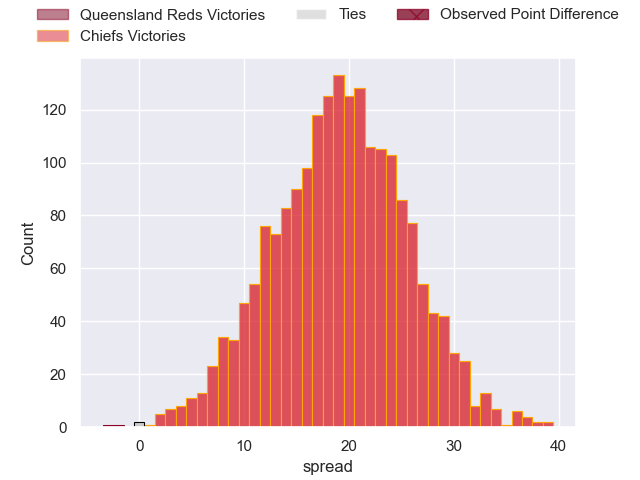 Queensland Reds Victories
Ties
Observed Point Difference
Chiefs Victories
120
100
80
60
40
20
0
Count
0
10
20
30
40
spread